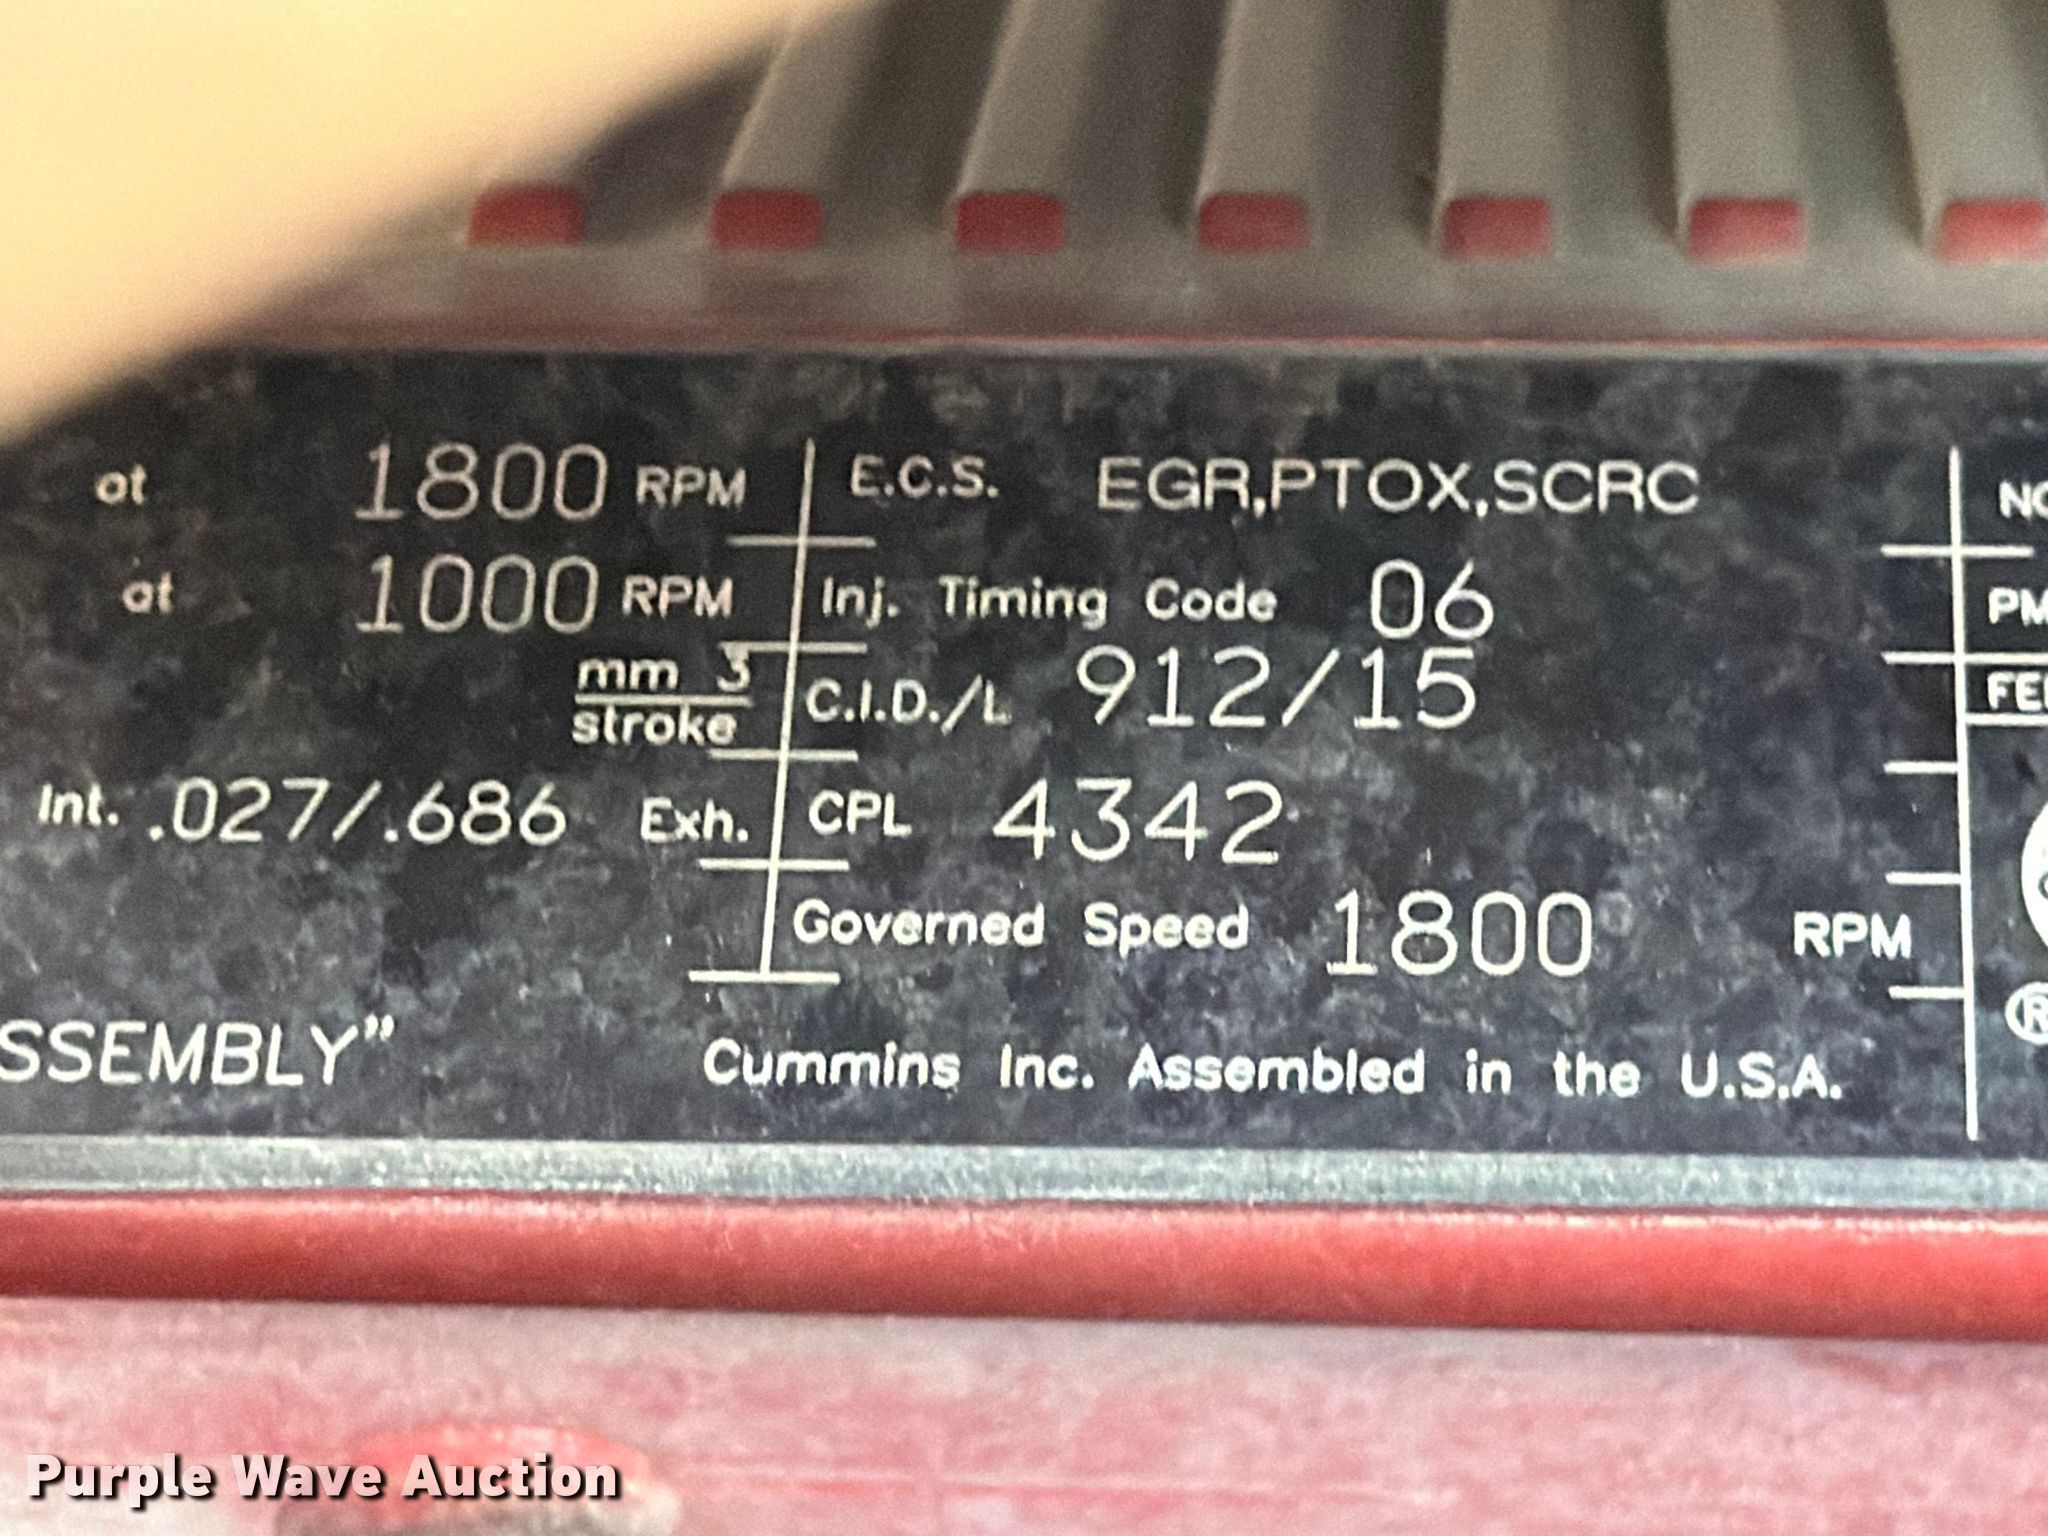 at 1800 RPM E.C.S. EGR,PTOX,SCRC
at 1000 RPM Inj. Timing Code 06 PM
mm 3
stroke C.I.D./L 912/15
Int. .027/.686 Exh. CPL 4342
Governed Speed 1800 RPM
SSEMBLY” Cummins Inc. Assembled in the U.S.A. ®
Purple Wave Auction